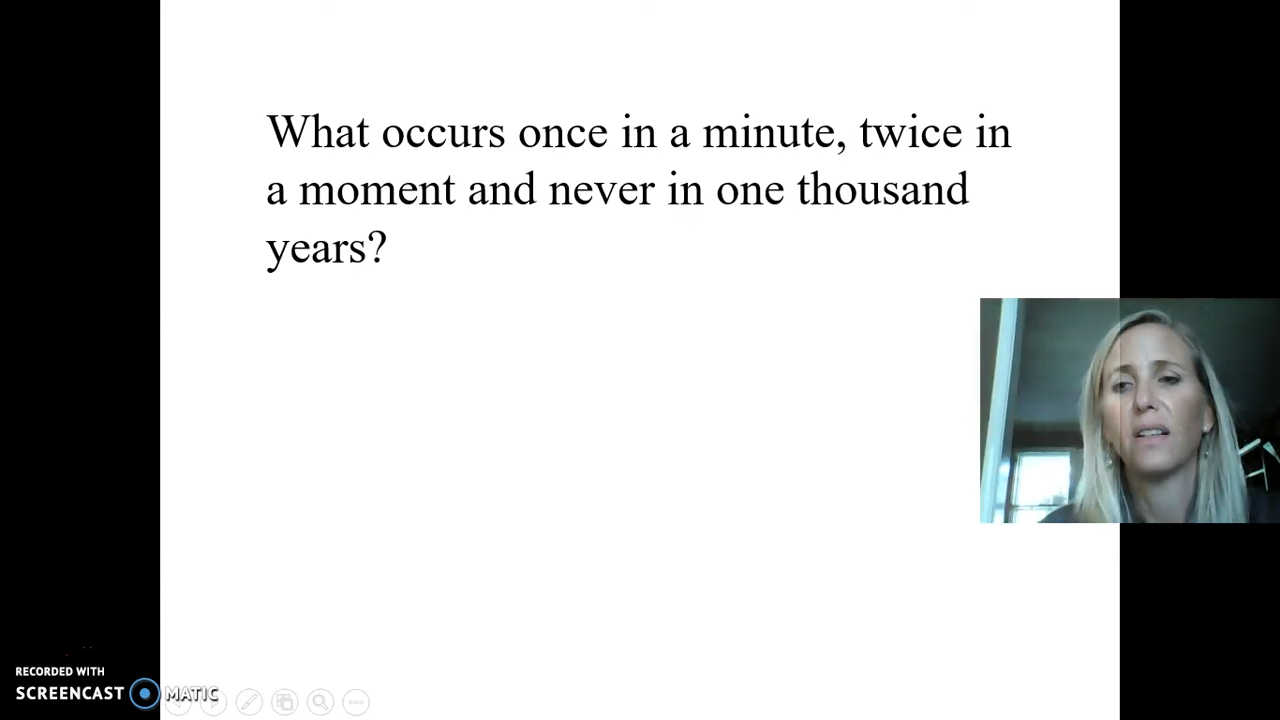 What occurs once in a minute, twice in
a moment and never in one thousand
years?
RECORDED WITH
SCREENCAST MATIC